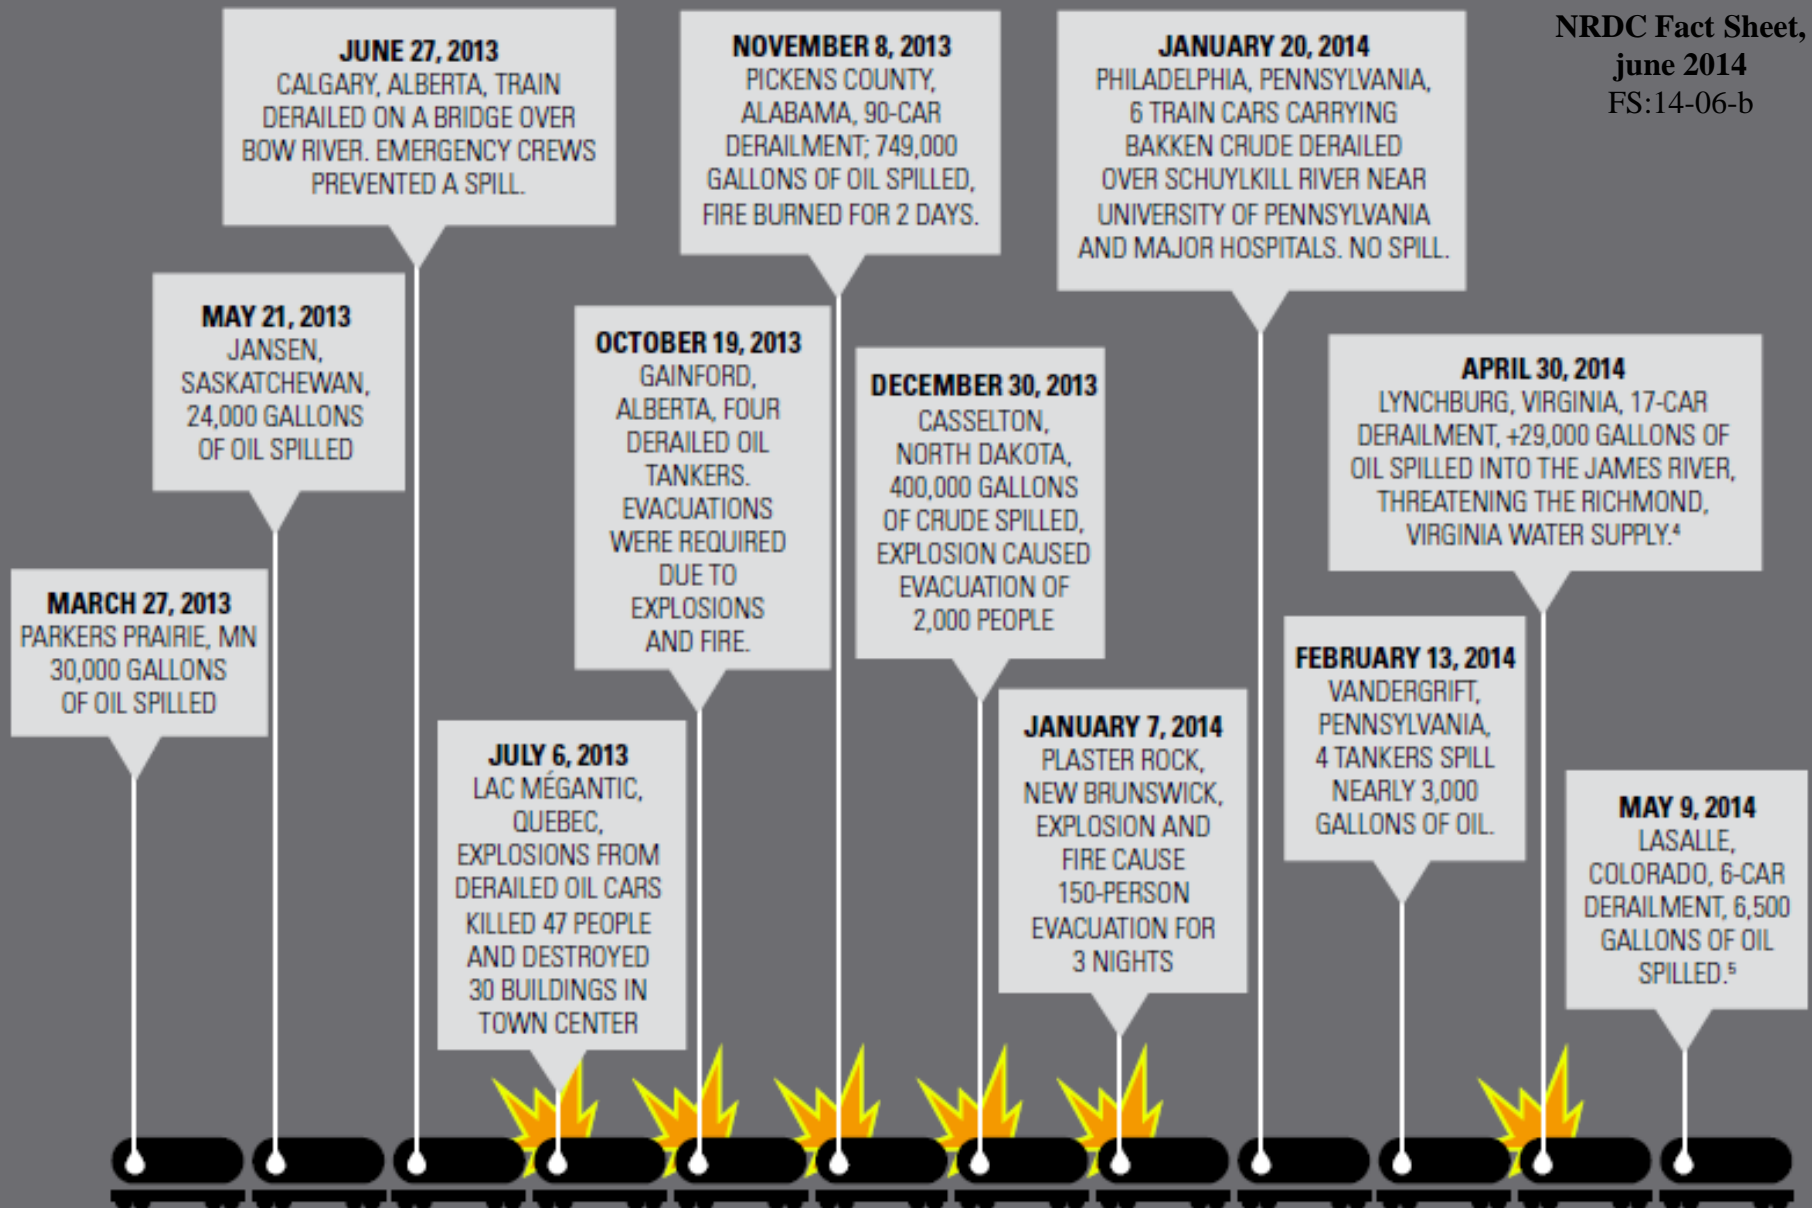 NRDC Fact Sheet,
june 2014
FS:14-06-b
MARCH 27, 2013
PARKERS PRAIRIE, MN
30,000 GALLONS
OF OIL SPILLED
MAY 21, 2013
JANSEN,
SASKATCHEWAN,
24,000 GALLONS
OF OIL SPILLED
JUNE 27, 2013
CALGARY, ALBERTA, TRAIN
DERAILED ON A BRIDGE OVER
BOW RIVER. EMERGENCY CREWS
PREVENTED A SPILL.
JULY 6, 2013
LAC MÉGANTIC,
QUEBEC,
EXPLOSIONS FROM
DERAILED OIL CARS
KILLED 47 PEOPLE
AND DESTROYED
30 BUILDINGS IN
TOWN CENTER
OCTOBER 19, 2013
GAINFORD,
ALBERTA, FOUR
DERAILED OIL
TANKERS.
EVACUATIONS
WERE REQUIRED
DUE TO
EXPLOSIONS
AND FIRE.
NOVEMBER 8, 2013
PICKENS COUNTY,
ALABAMA, 90-CAR
DERAILMENT; 749,000
GALLONS OF OIL SPILLED,
FIRE BURNED FOR 2 DAYS.
DECEMBER 30, 2013
CASSELTON,
NORTH DAKOTA,
400,000 GALLONS
OF CRUDE SPILLED,
EXPLOSION CAUSED
EVACUATION OF
2,000 PEOPLE
JANUARY 7, 2014
PLASTER ROCK,
NEW BRUNSWICK,
EXPLOSION AND
FIRE CAUSE
150-PERSON
EVACUATION FOR
3 NIGHTS
JANUARY 20, 2014
PHILADELPHIA, PENNSYLVANIA,
6 TRAIN CARS CARRYING
BAKKEN CRUDE DERAILED
OVER SCHUYLKILL RIVER NEAR
UNIVERSITY OF PENNSYLVANIA
AND MAJOR HOSPITALS. NO SPILL.
FEBRUARY 13, 2014
VANDERGRIFT,
PENNSYLVANIA,
4 TANKERS SPILL
NEARLY 3,000
GALLONS OF OIL.
APRIL 30, 2014
LYNCHBURG, VIRGINIA, 17-CAR
DERAILMENT, +29,000 GALLONS OF
OIL SPILLED INTO THE JAMES RIVER,
THREATENING THE RICHMOND,
VIRGINIA WATER SUPPLY.⁴
MAY 9, 2014
LASALLE,
COLORADO, 6-CAR
DERAILMENT, 6,500
GALLONS OF OIL
SPILLED.⁵